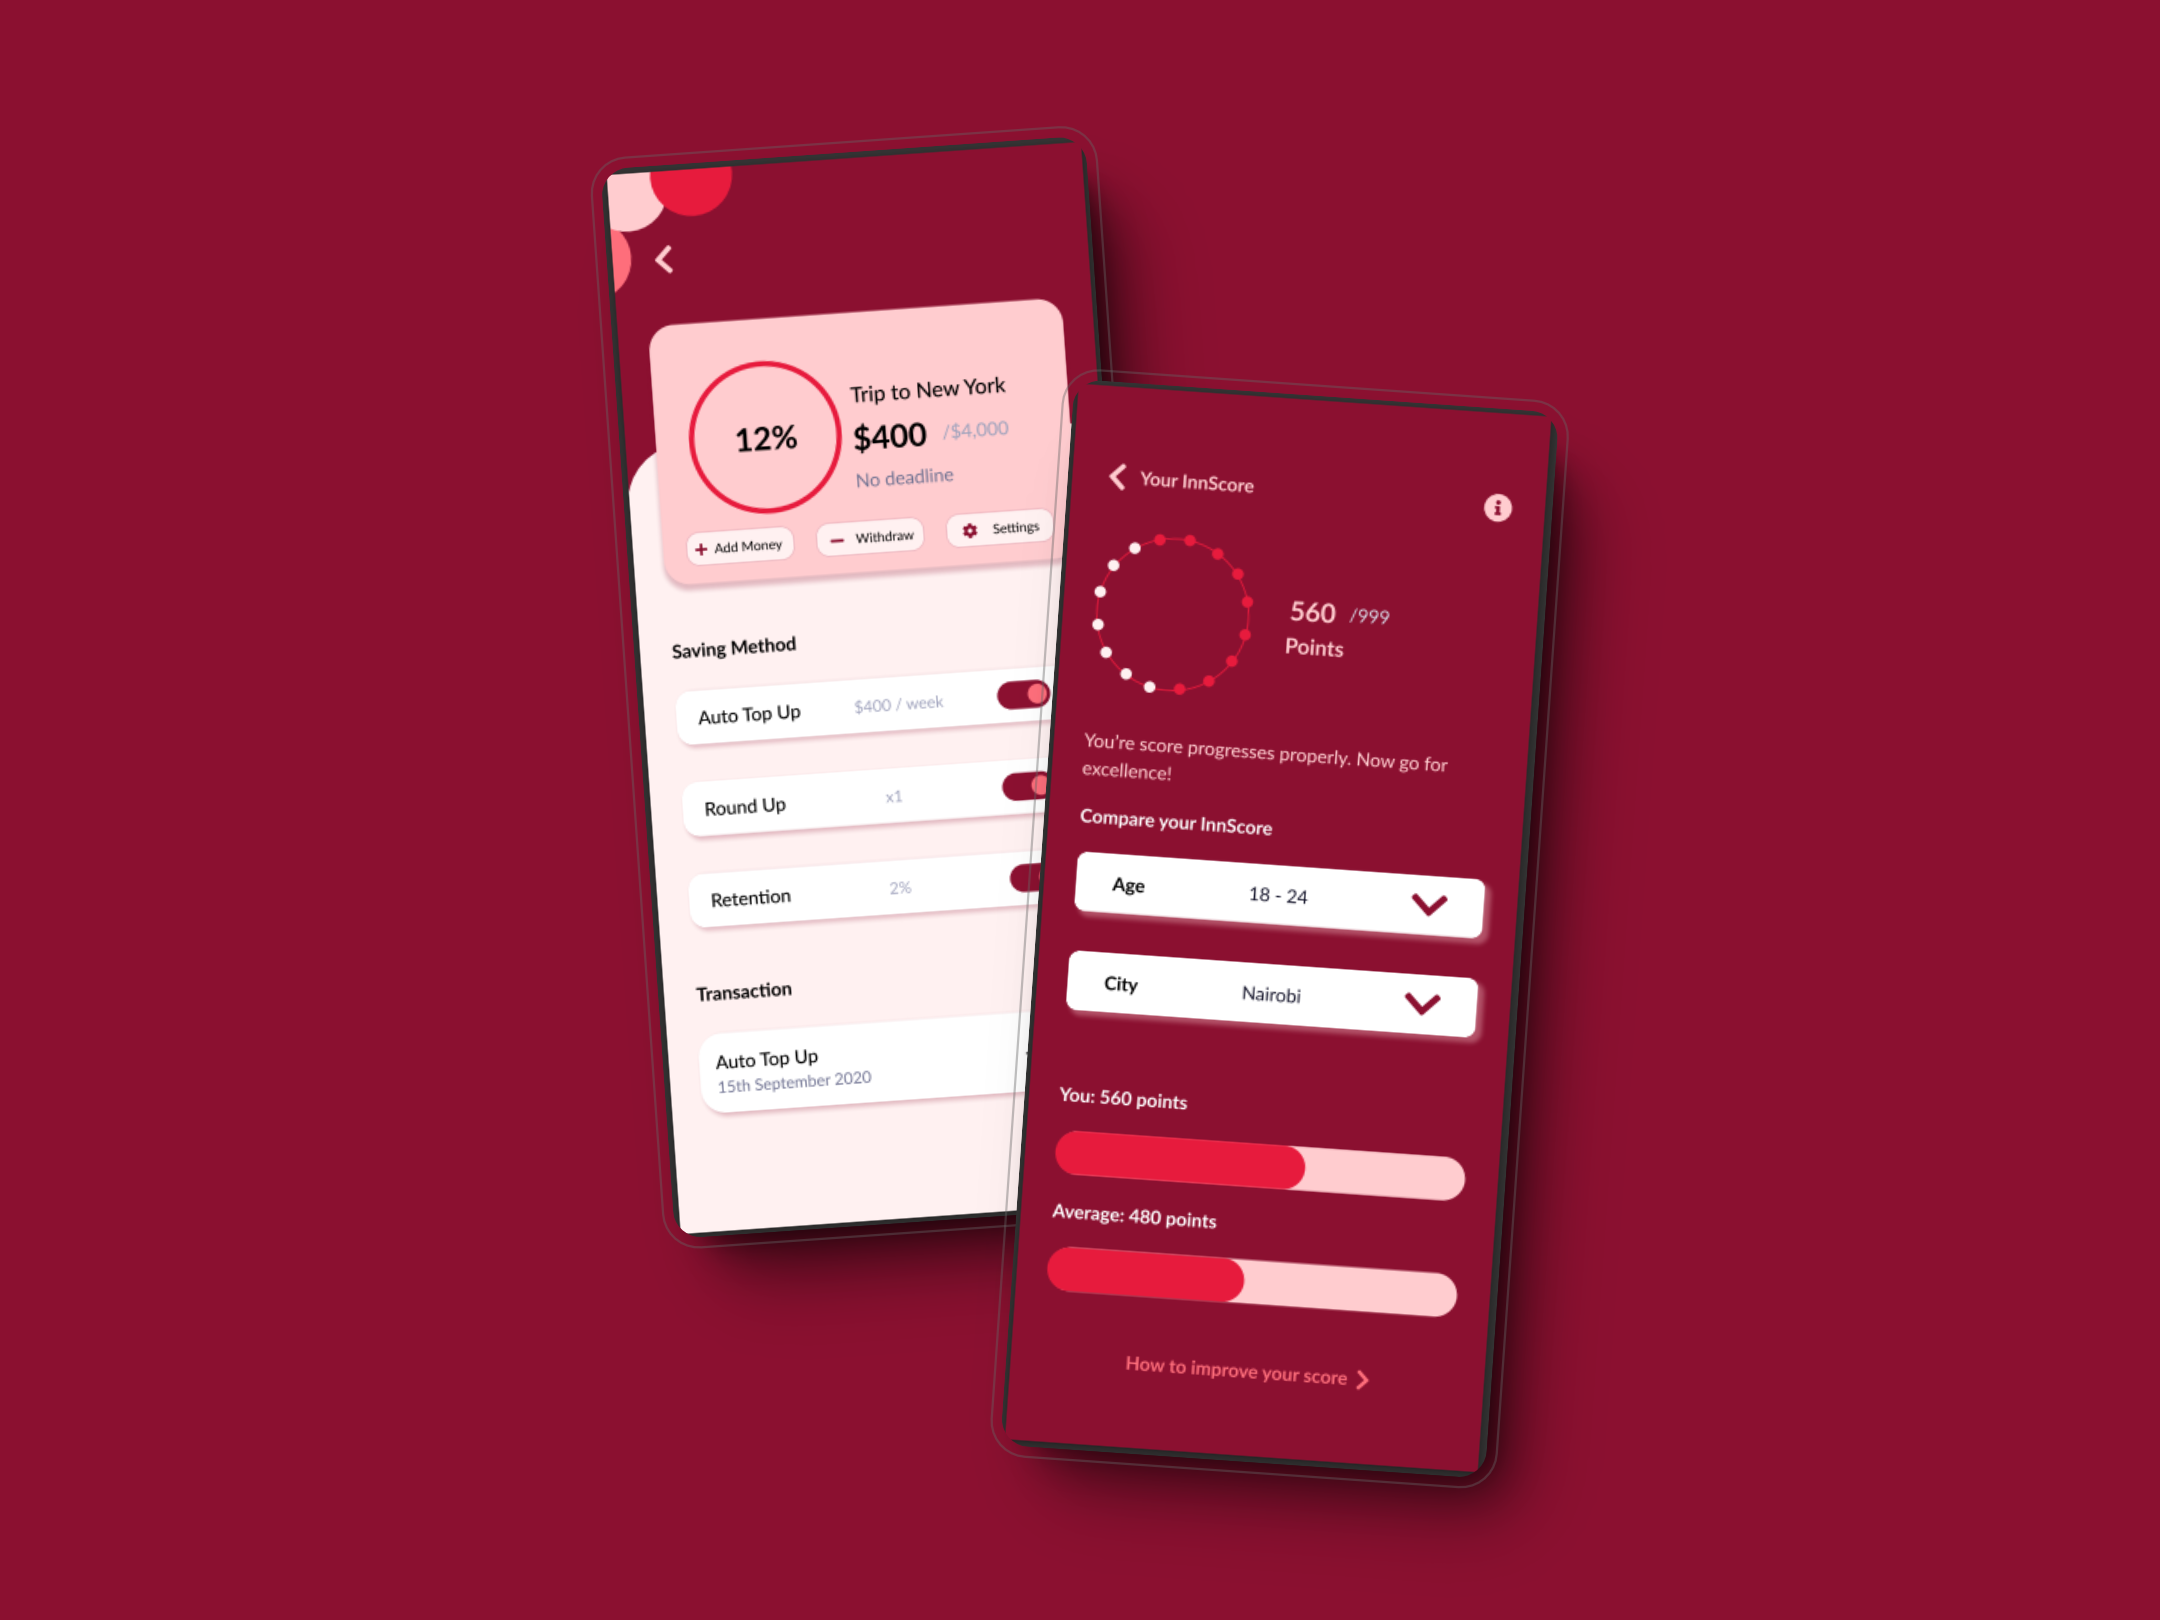 Trip to New York
12%
$400 /$4,000
No deadline
Add Money
Withdraw
Settings
Saving Method
Auto Top Up $400 / week
Round Up x1
Retention 2%
Transaction
Auto Top Up
15th September 2020
Your InnScore
560 /999
Points
You're score progresses properly. Now go for
excellence!
Compare your InnScore
Age 18 - 24
City Nairobi
You: 560 points
Average: 480 points
How to improve your score